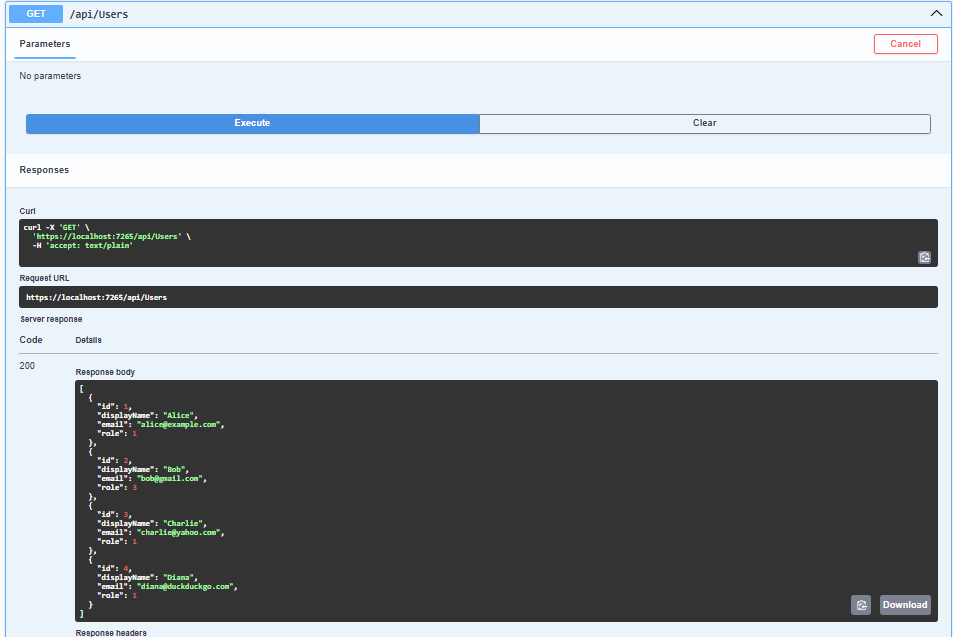 GET /api/Users
Parameters
Cancel
No parameters
Execute
Clear
Responses
Curl
curl -X 'GET' \
  'https://localhost:7265/api/Users' \
  -H 'accept: text/plain'
Request URL
https://localhost:7265/api/Users
Server response
Code Details
200
Response body
[
  {
    "id": 1,
    "displayName": "Alice",
    "email": "alice@example.com",
    "role": 1
  },
  {
    "id": 2,
    "displayName": "Bob",
    "email": "bob@gmail.com",
    "role": 3
  },
  {
    "id": 3,
    "displayName": "Charlie",
    "email": "charlie@yahoo.com",
    "role": 1
  },
  {
    "id": 4,
    "displayName": "Diana",
    "email": "diana@duckduckgo.com",
    "role": 1
  }
]
Download
Response headers